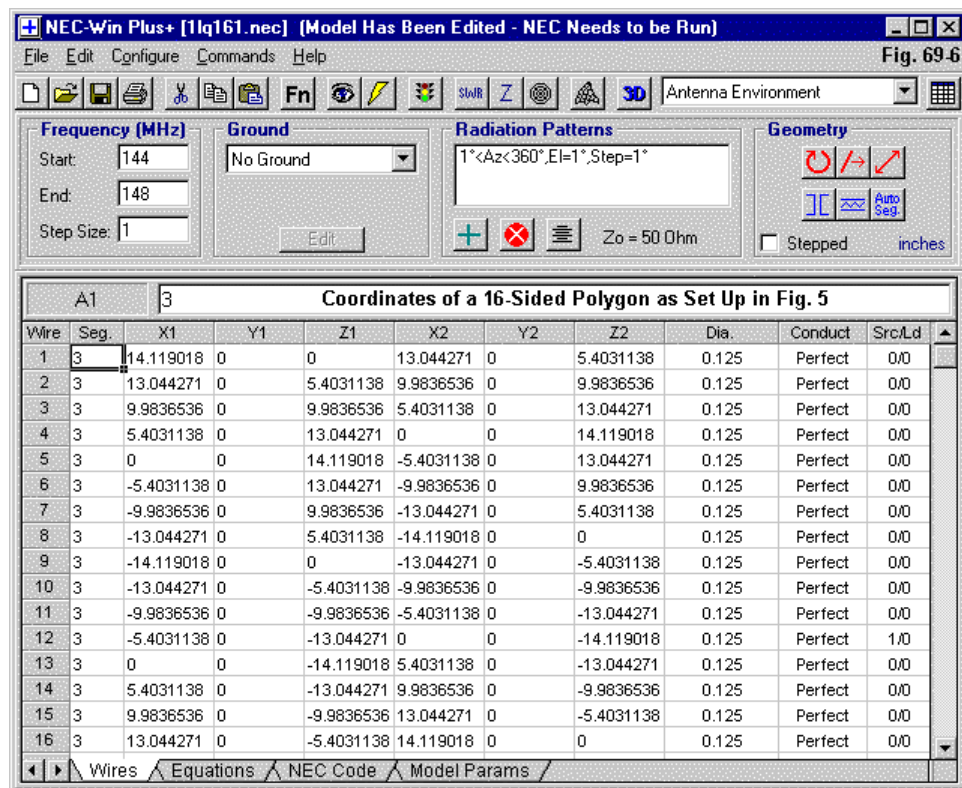 NEC-Win Plus+ [1lq161.nec] (Model Has Been Edited - NEC Needs to be Run)
File Edit Configure Commands Help Fig. 69-6
Fn SWR Z 3D Antenna Environment
Frequency (MHz) Ground Radiation Patterns Geometry
Start: 144 No Ground 1°<Az<360°,El=1°,Step=1°
End: 148 Auto Seg.
Step Size: 1 Edit Zo = 50 Ohm Stepped inches
A1 3 Coordinates of a 16-Sided Polygon as Set Up in Fig. 5
Wire Seg. X1 Y1 Z1 X2 Y2 Z2 Dia. Conduct Src/Ld
1 3 14.119018 0 0 13.044271 0 5.4031138 0.125 Perfect 0/0
2 3 13.044271 0 5.4031138 9.9836536 0 9.9836536 0.125 Perfect 0/0
3 3 9.9836536 0 9.9836536 5.4031138 0 13.044271 0.125 Perfect 0/0
4 3 5.4031138 0 13.044271 0 0 14.119018 0.125 Perfect 0/0
5 3 0 0 14.119018 -5.4031138 0 13.044271 0.125 Perfect 0/0
6 3 -5.4031138 0 13.044271 -9.9836536 0 9.9836536 0.125 Perfect 0/0
7 3 -9.9836536 0 9.9836536 -13.044271 0 5.4031138 0.125 Perfect 0/0
8 3 -13.044271 0 5.4031138 -14.119018 0 0 0.125 Perfect 0/0
9 3 -14.119018 0 0 -13.044271 0 -5.4031138 0.125 Perfect 0/0
10 3 -13.044271 0 -5.4031138 -9.9836536 0 -9.9836536 0.125 Perfect 0/0
11 3 -9.9836536 0 -9.9836536 -5.4031138 0 -13.044271 0.125 Perfect 0/0
12 3 -5.4031138 0 -13.044271 0 0 -14.119018 0.125 Perfect 1/0
13 3 0 0 -14.119018 5.4031138 0 -13.044271 0.125 Perfect 0/0
14 3 5.4031138 0 -13.044271 9.9836536 0 -9.9836536 0.125 Perfect 0/0
15 3 9.9836536 0 -9.9836536 13.044271 0 -5.4031138 0.125 Perfect 0/0
16 3 13.044271 0 -5.4031138 14.119018 0 0 0.125 Perfect 0/0
Wires Equations NEC Code Model Params